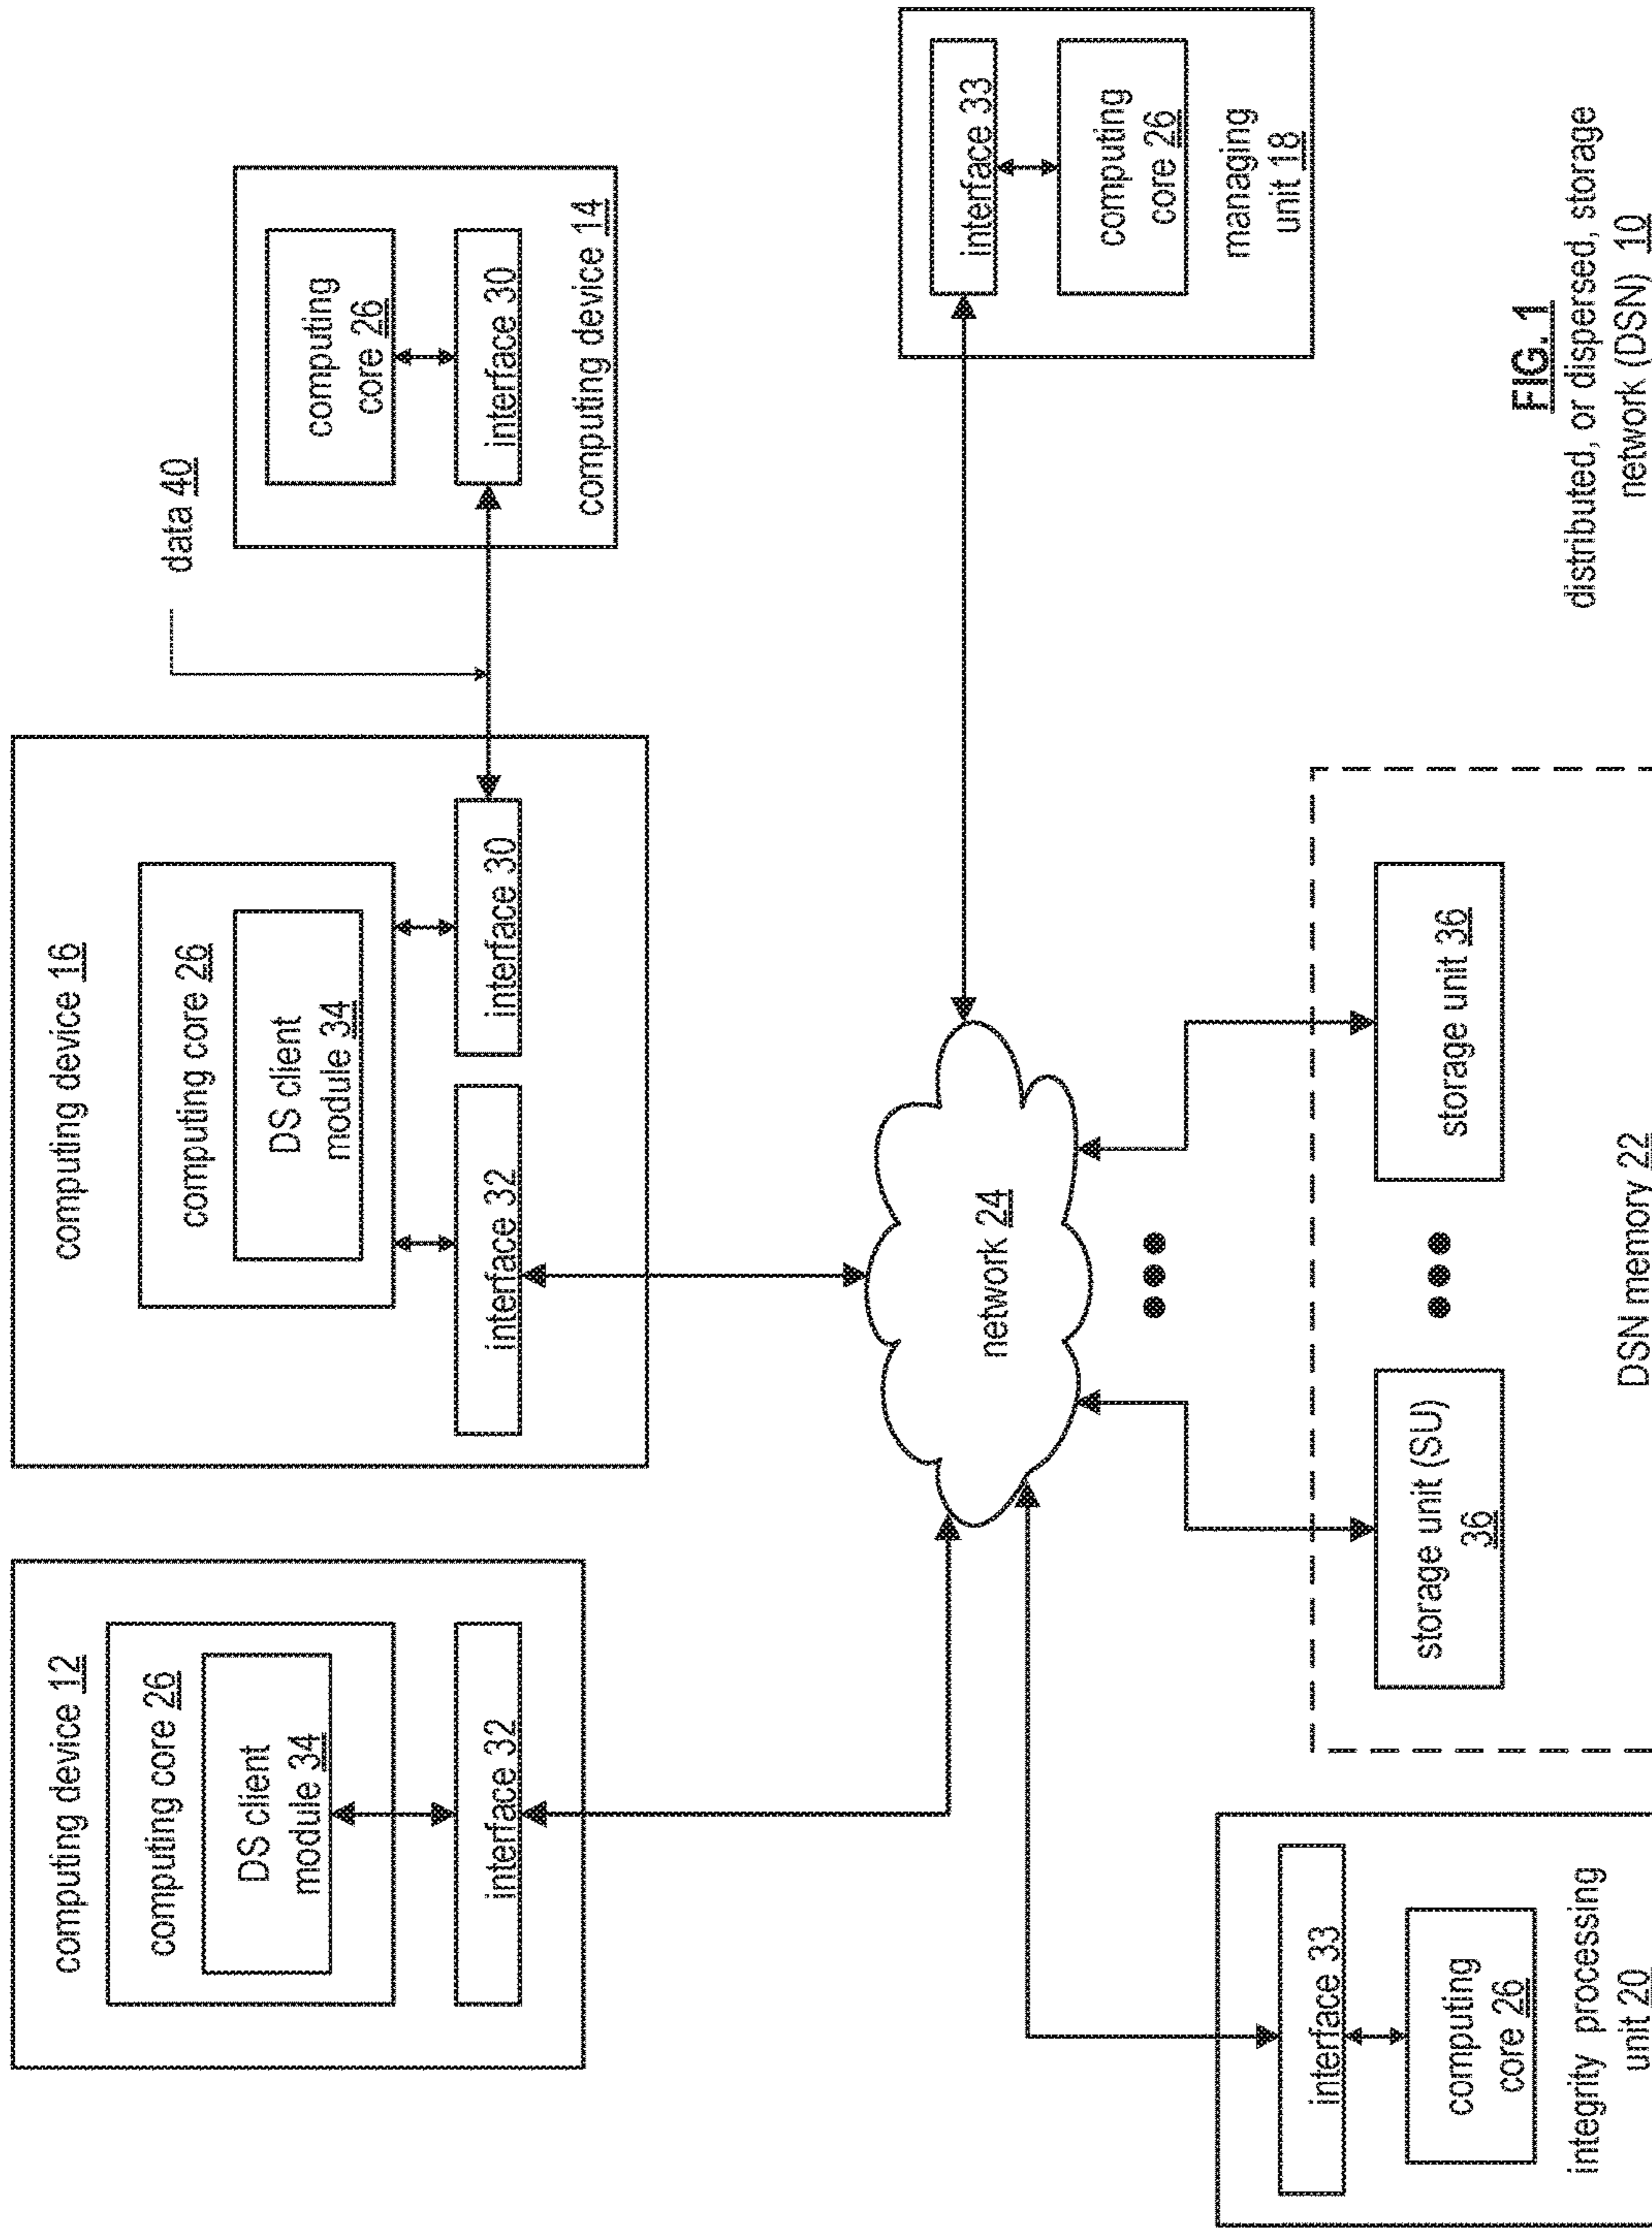 computing device 12
computing core 26
DS client
module 34
interface 32
computing device 16
computing core 26
DS client
module 34
interface 32
interface 30
data 40
computing
core 26
interface 30
computing device 14
network 24
interface 33
computing
core 26
managing
unit 18
interface 33
computing
core 26
integrity processing
unit 20
storage unit (SU)
36
storage unit 36
DSN memory 22
FIG. 1
distributed, or dispersed, storage
network (DSN) 10